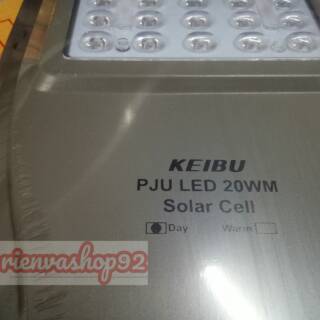 KEIBU
PJU LED 20WM
Solar Cell
Day Warm
rienvashop92